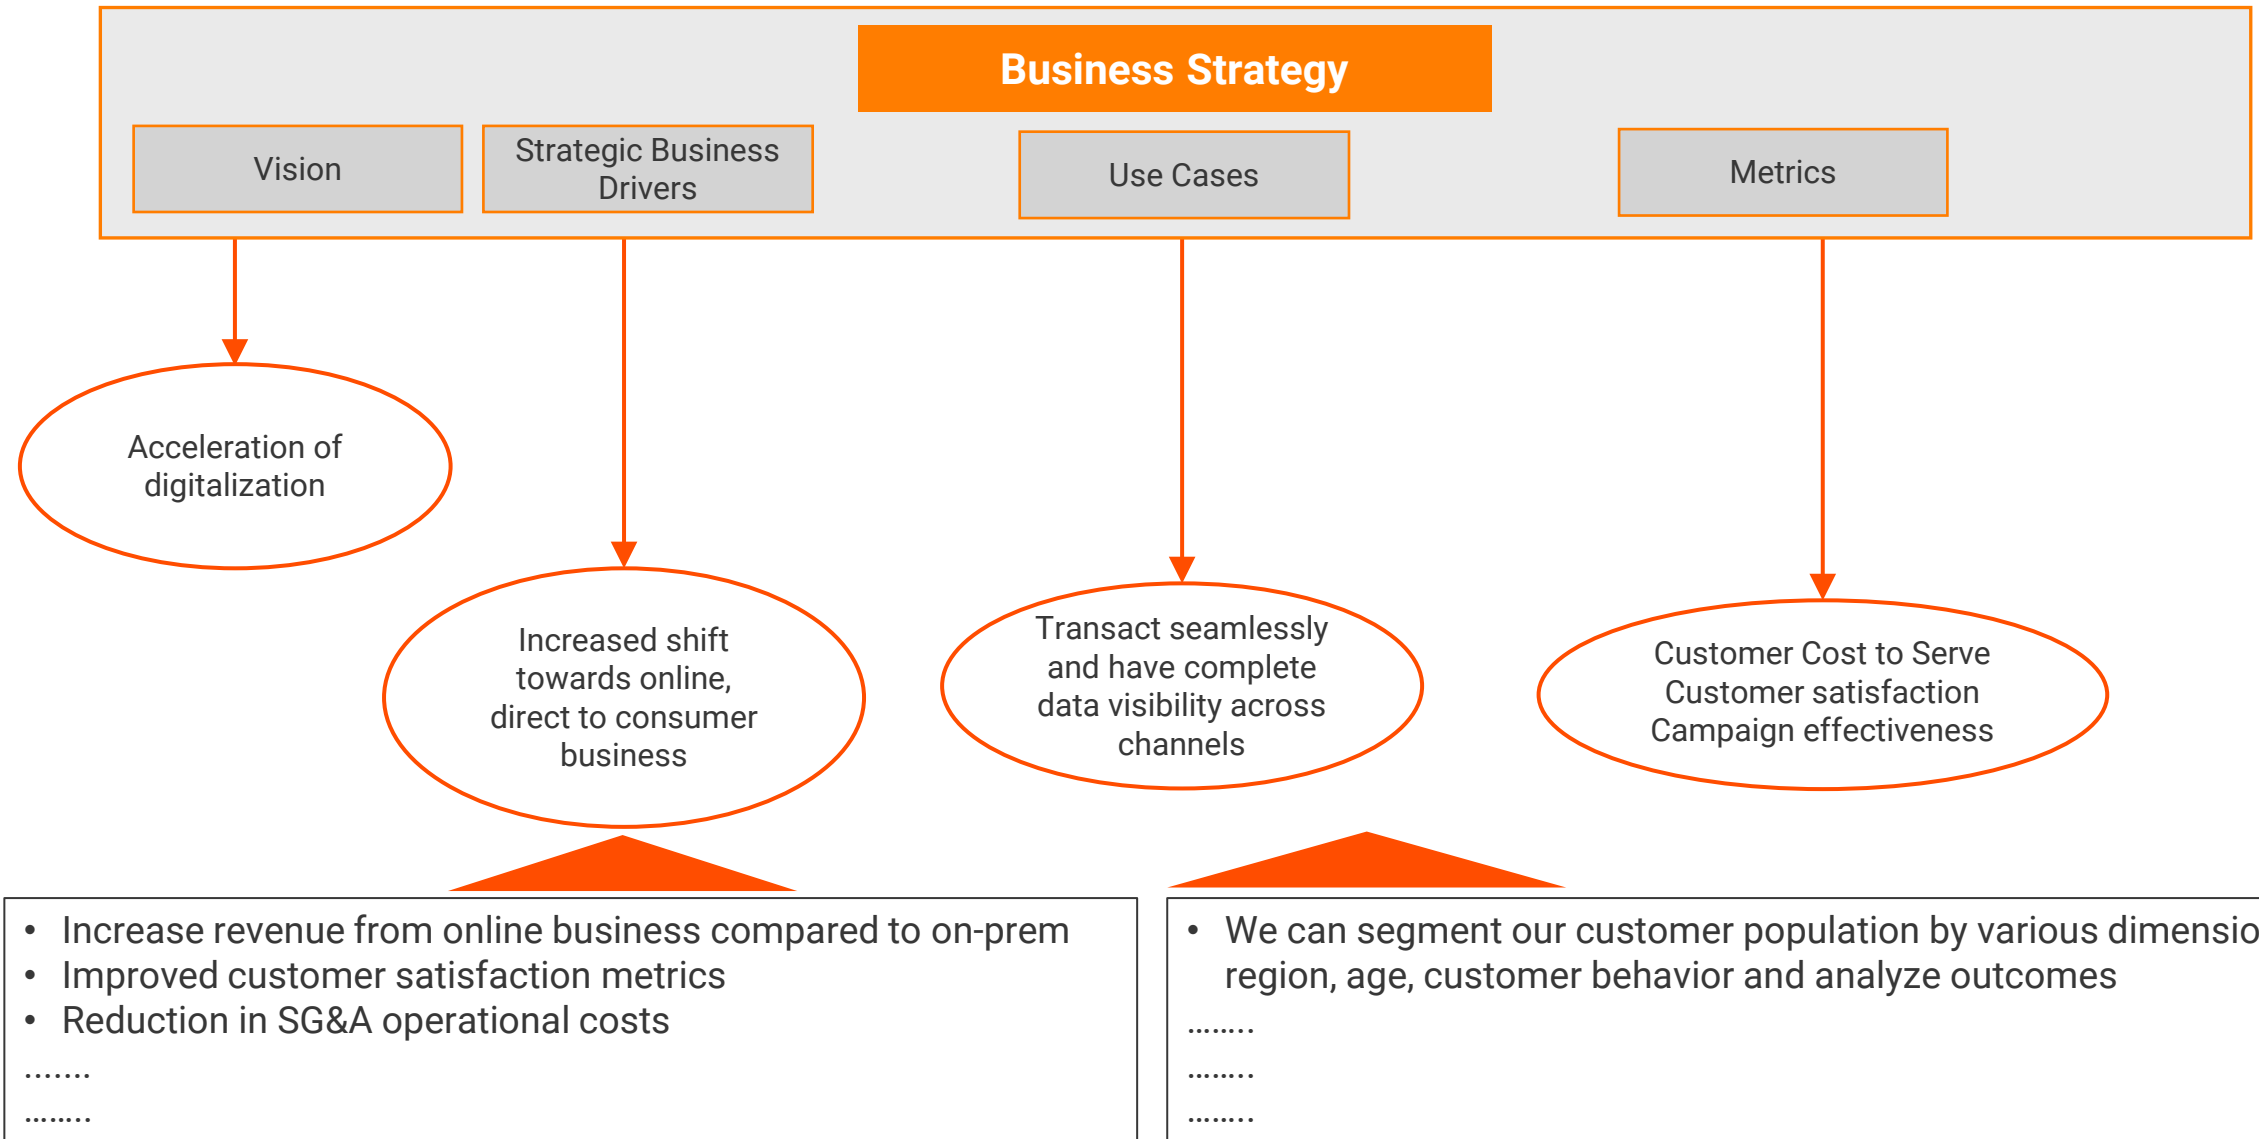 Business Strategy
Vision
Strategic Business
Drivers
Use Cases
Metrics
Acceleration of
digitalization
Increased shift
towards online,
direct to consumer
business
Transact seamlessly
and have complete
data visibility across
channels
Customer Cost to Serve
Customer satisfaction
Campaign effectiveness
• Increase revenue from online business compared to on-prem
• Improved customer satisfaction metrics
• Reduction in SG&A operational costs
.......
........
• We can segment our customer population by various dimensio
region, age, customer behavior and analyze outcomes
........
........
........